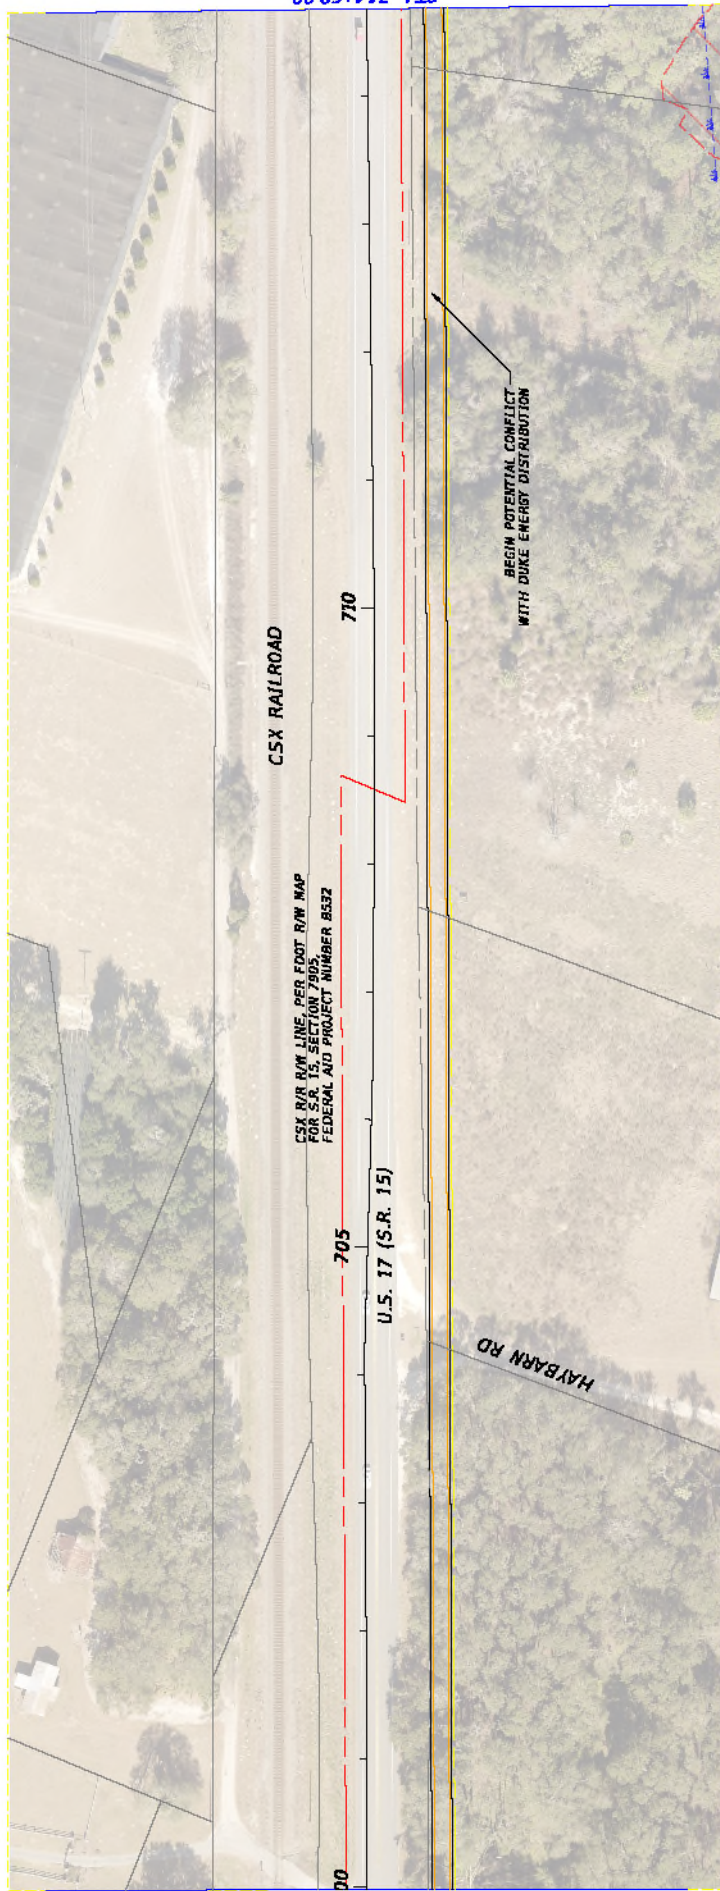 BEGIN POTENTIAL CONFLICT
WITH DUKE ENERGY DISTRIBUTION
710
CSX RAILROAD
CSX R/R R/W LINE, PER FDOT R/W MAP
FOR S.R. 15, SECTION 7905,
FEDERAL AID PROJECT NUMBER 8532
705
U.S. 17 (S.R. 15)
HAYBARN RD
00